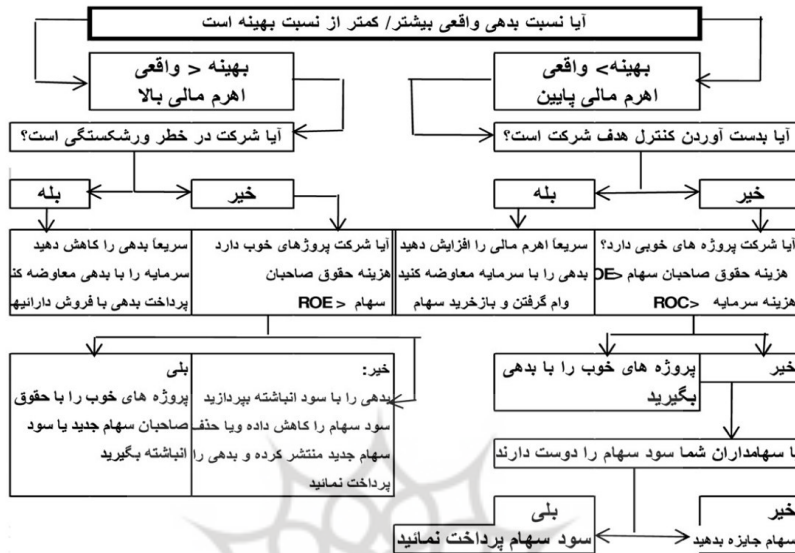 آیا نسبت بدهی واقعی بیشتر/ کمتر از نسبت بهینه است
بهینه> واقعی
اهرم مالی پایین
بهینه < واقعی
اهرم مالی بالا
آیا بدست آوردن کنترل هدف شرکت است؟
آیا شرکت در خطر ورشکستگی است؟
خیر
بله
خیر
بله
آیا شرکت پروژه های خوبی دارد؟
هزینه حقوق صاحبان سهام >OE
هزینه سرمایه >ROC
سریعاً اهرم مالی را افزایش دهید
بدهی را با سرمایه معاوضه کنید
وام گرفتن و بازخرید سهام
آیا شرکت پروژهای خوب دارد
هزینه حقوق صاحبان
سهام < ROE
سریعاً بدهی را کاهش دهید
سرمایه را با بدهی معاوضه کن
پرداخت بدهی با فروش دارائیه
خیر
پروژه های خوب را با بدهی
بگیرید
خیر:
بدهی را با سود انباشته بپردازید
سود سهام را کاهش داده ویا حذف
سهام جدید منتشر کرده و بدهی را
پرداخت نمائید
بلی
پروژه های خوب را با حقوق
صاحبان سهام جدید یا سود
انباشته بگیرید
ا سهامداران شما سود سهام را دوست دارند
خیر
سهام جایزه بدهید
بلی
سود سهام پرداخت نمائید